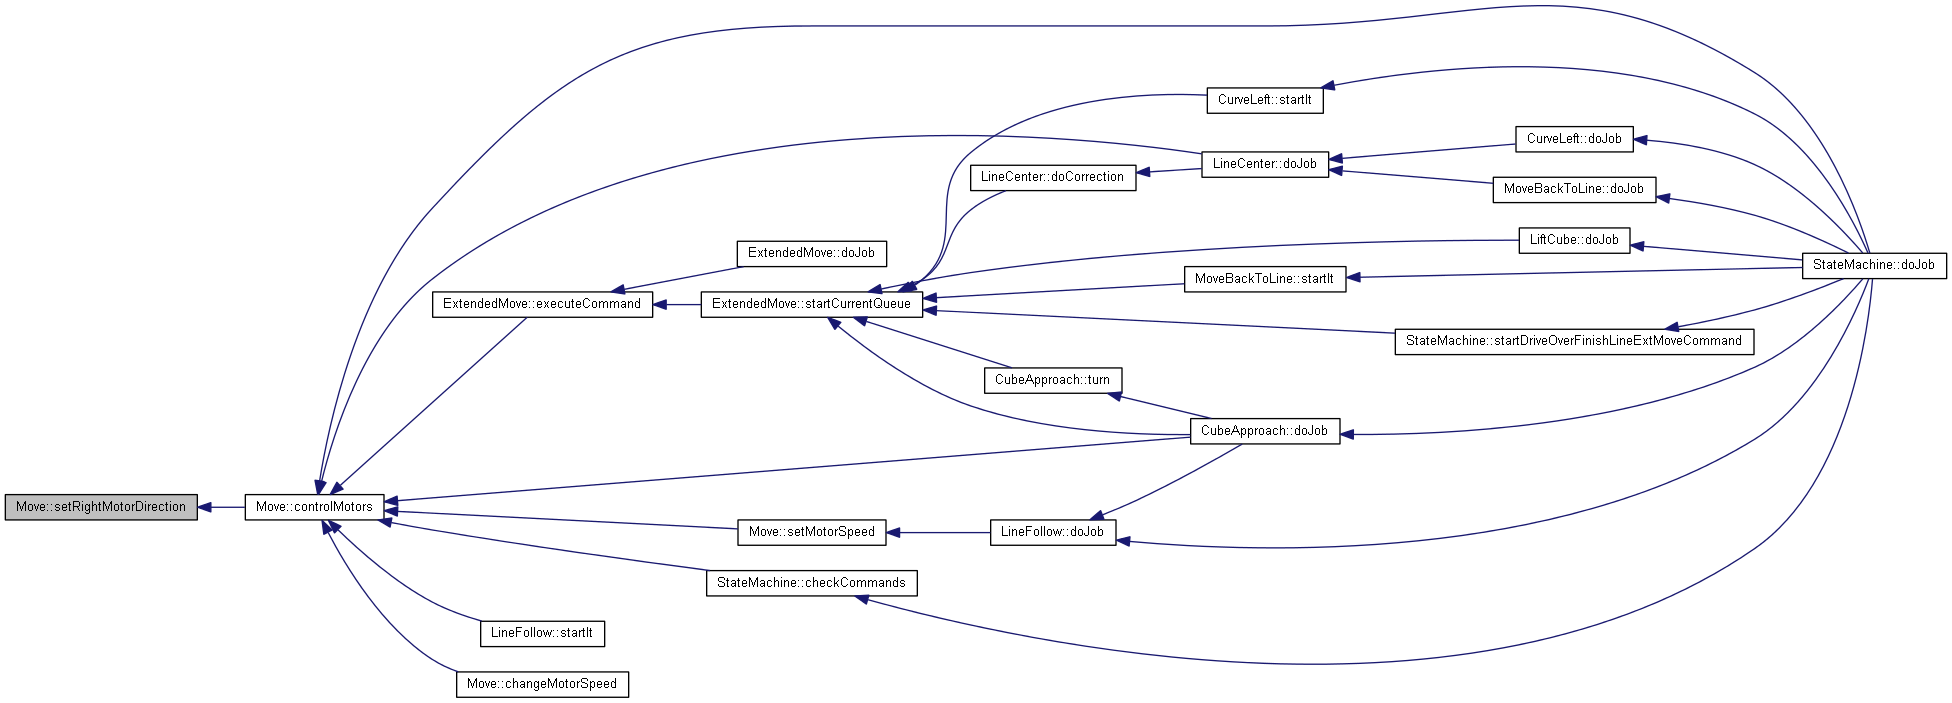 CurveLeft::startIt
CurveLeft::doJob
LineCenter::doJob
LineCenter::doCorrection
MoveBackToLine::doJob
LiftCube::doJob
ExtendedMove::doJob
StateMachine::doJob
MoveBackToLine::startIt
ExtendedMove::executeCommand
ExtendedMove::startCurrentQueue
StateMachine::startDriveOverFinishLineExtMoveCommand
CubeApproach::turn
CubeApproach::doJob
Move::setRightMotorDirection
Move::controlMotors
Move::setMotorSpeed
LineFollow::doJob
StateMachine::checkCommands
LineFollow::startIt
Move::changeMotorSpeed